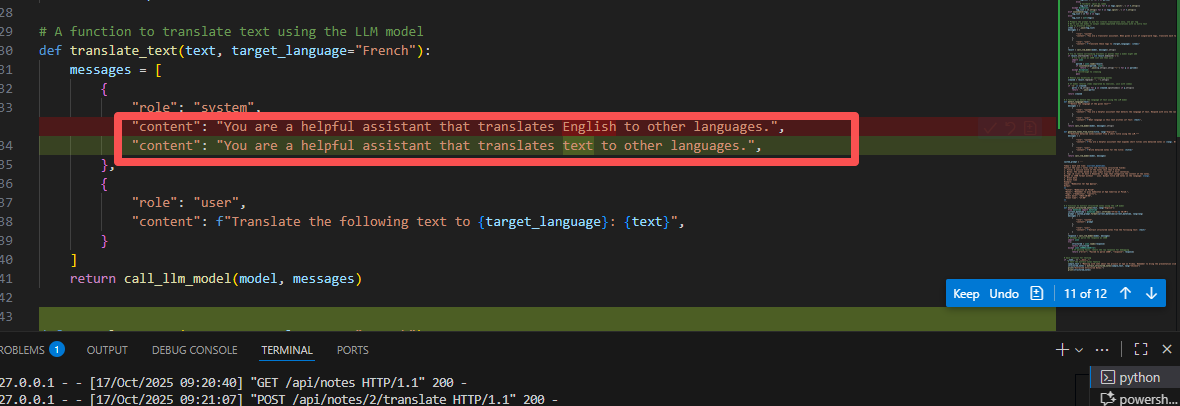 28
29 # A function to translate text using the LLM model
30 def translate_text(text, target_language="French"):
31 messages = [
32 {
33 "role": "system",
"content": "You are a helpful assistant that translates English to other languages.",
34 "content": "You are a helpful assistant that translates text to other languages.",
35 },
36 {
37 "role": "user",
38 "content": f"Translate the following text to {target_language}: {text}",
39 }
40 ]
41 return call_llm_model(model, messages)
42
Keep Undo 11 of 12
43
ROBLEMS 1 OUTPUT DEBUG CONSOLE TERMINAL PORTS
27.0.0.1 - - [17/Oct/2025 09:20:40] "GET /api/notes HTTP/1.1" 200 -
python
27.0.0.1 - - [17/Oct/2025 09:21:07] "POST /api/notes/2/translate HTTP/1.1" 200 -
powersh...